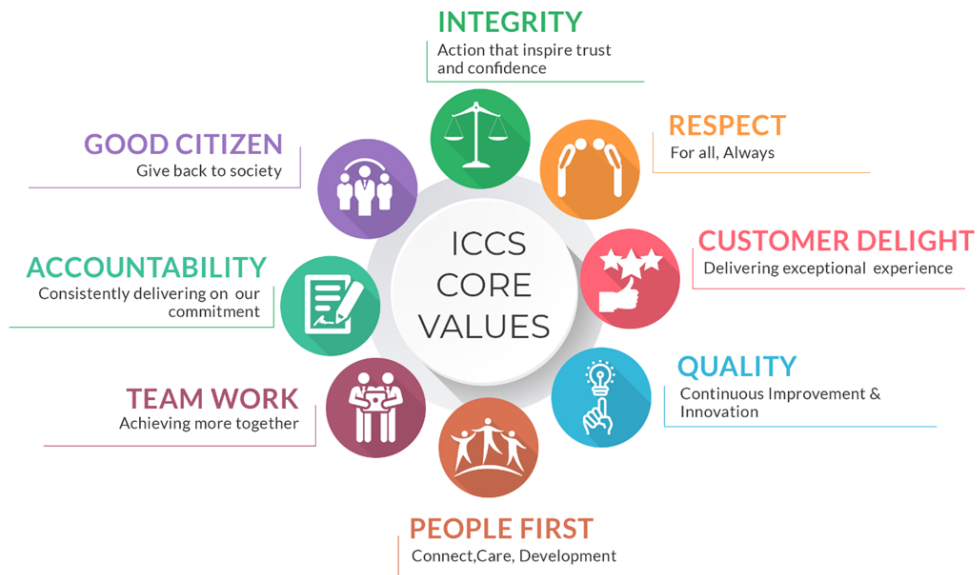 INTEGRITY
Action that inspire trust
and confidence
RESPECT
For all, Always
CUSTOMER DELIGHT
Delivering exceptional experience
QUALITY
Continuous Improvement &
Innovation
PEOPLE FIRST
Connect,Care, Development
TEAM WORK
Achieving more together
ACCOUNTABILITY
Consistently delivering on our
commitment
GOOD CITIZEN
Give back to society
ICCS
CORE
VALUES